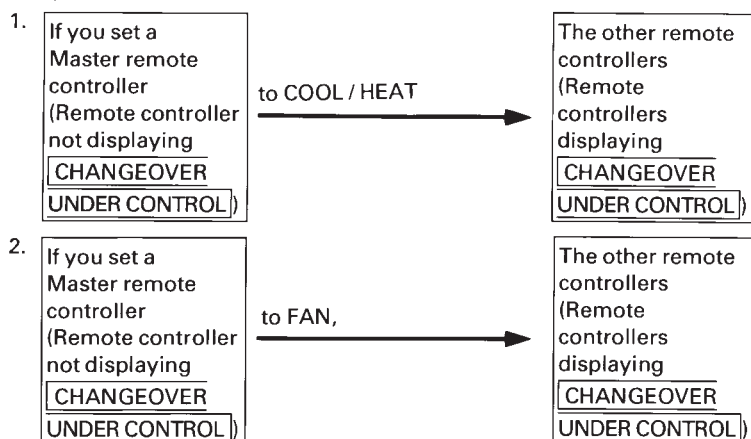 1.
If you set a
Master remote
controller
(Remote controller
not displaying
CHANGEOVER
UNDER CONTROL)
to COOL / HEAT
The other remote
controllers
(Remote
controllers
displaying
CHANGEOVER
UNDER CONTROL)
2.
If you set a
Master remote
controller
(Remote controller
not displaying
CHANGEOVER
UNDER CONTROL)
to FAN,
The other remote
controllers
(Remote
controllers
displaying
CHANGEOVER
UNDER CONTROL)